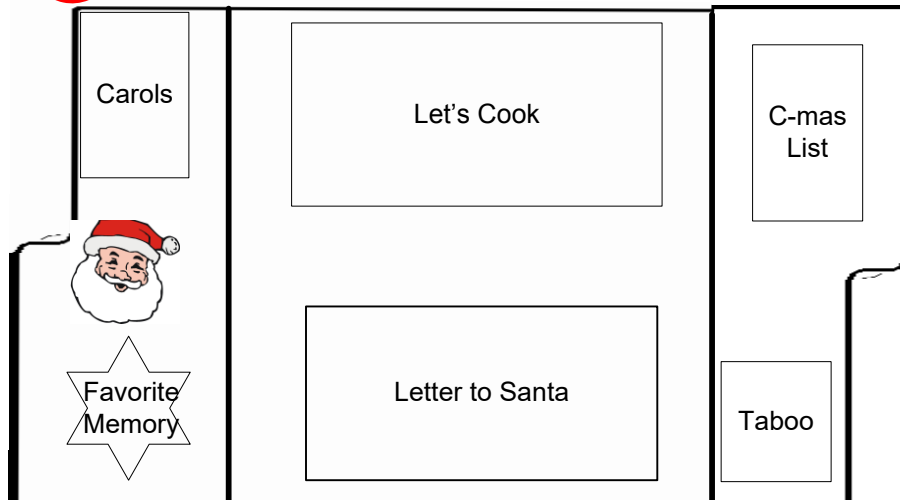 Carols
Let’s Cook
C-mas
List
Favorite
Memory
Letter to Santa
Taboo